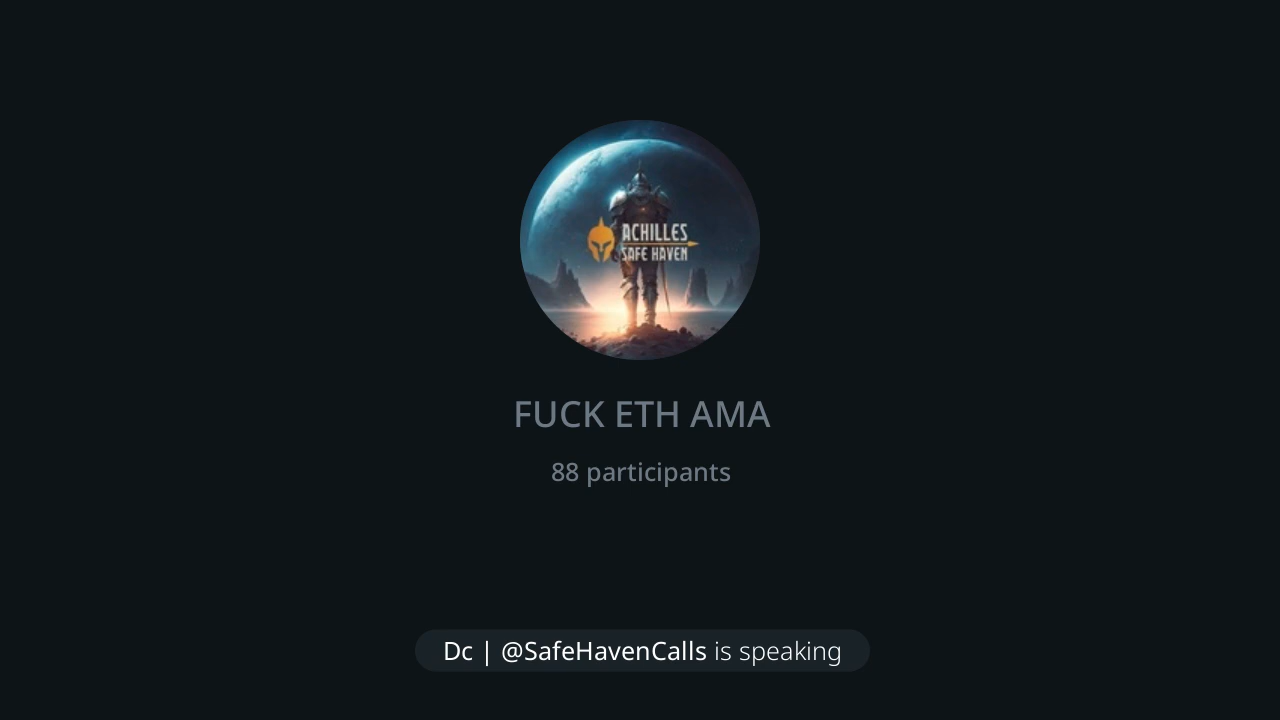 ACHILLES
SAFE HAVEN
FUCK ETH AMA
88 participants
Dc | @SafeHavenCalls is speaking